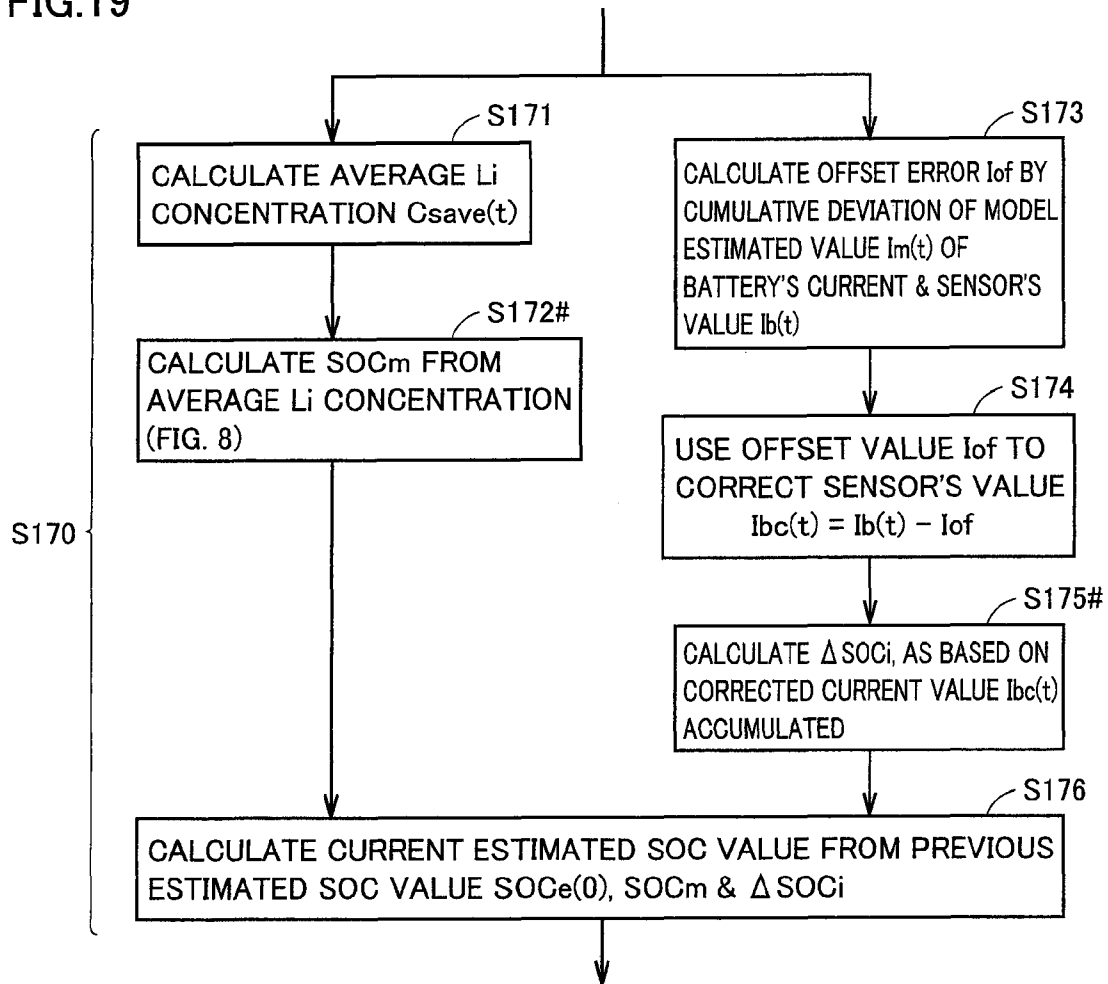 FIG.19
S170
S171
CALCULATE AVERAGE Li
CONCENTRATION Csave(t)
S172#
CALCULATE SOCm FROM
AVERAGE Li CONCENTRATION
(FIG. 8)
S173
CALCULATE OFFSET ERROR Iof BY
CUMULATIVE DEVIATION OF MODEL
ESTIMATED VALUE Im(t) OF
BATTERY'S CURRENT & SENSOR'S
VALUE Ib(t)
S174
USE OFFSET VALUE Iof TO
CORRECT SENSOR'S VALUE
Ibc(t) = Ib(t) − Iof
S175#
CALCULATE ΔSOCi, AS BASED ON
CORRECTED CURRENT VALUE Ibc(t)
ACCUMULATED
S176
CALCULATE CURRENT ESTIMATED SOC VALUE FROM PREVIOUS
ESTIMATED SOC VALUE SOCe(0), SOCm & ΔSOCi